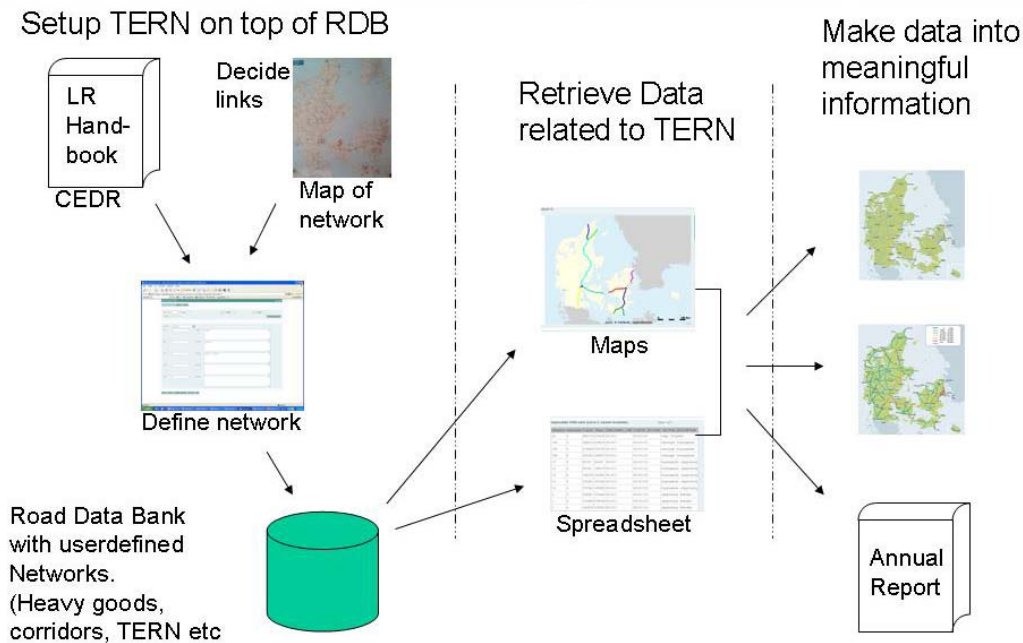 Setup TERN on top of RDB
LR
Hand-
book
CEDR
Decide
links
Map of
network
Define network
Road Data Bank
with userdefined
Networks.
(Heavy goods,
corridors, TERN etc
Retrieve Data
related to TERN
Maps
Spreadsheet
Make data into
meaningful
information
Annual
Report